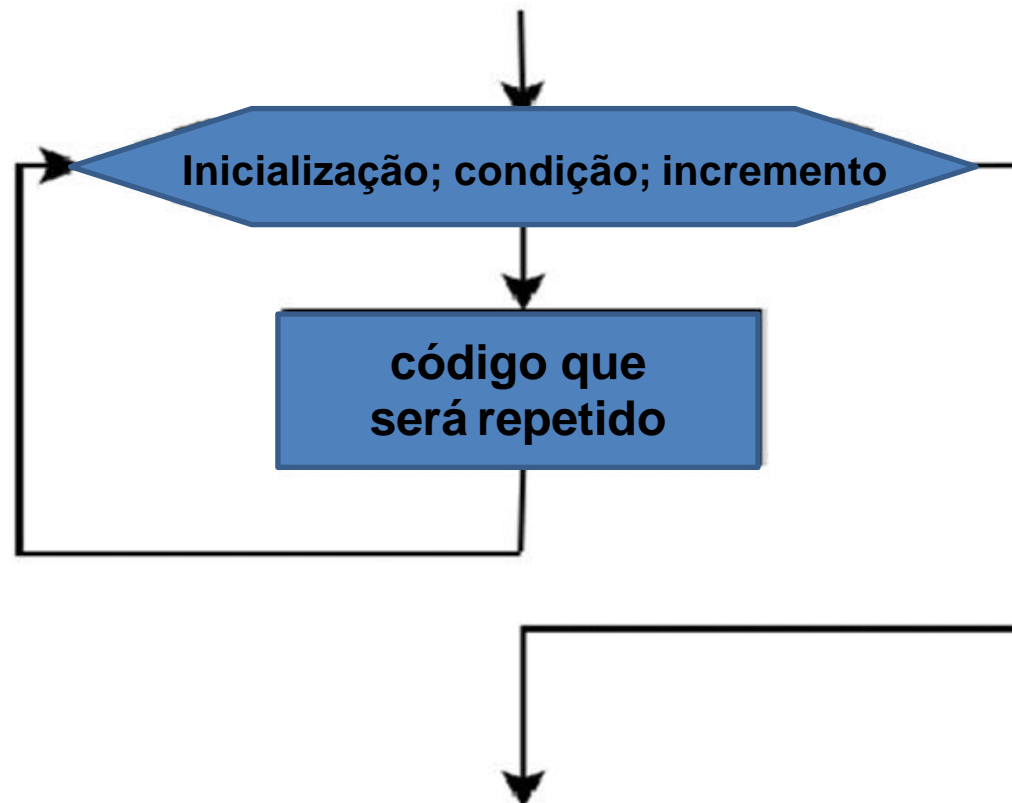 Inicialização; condição; incremento
código que
será repetido